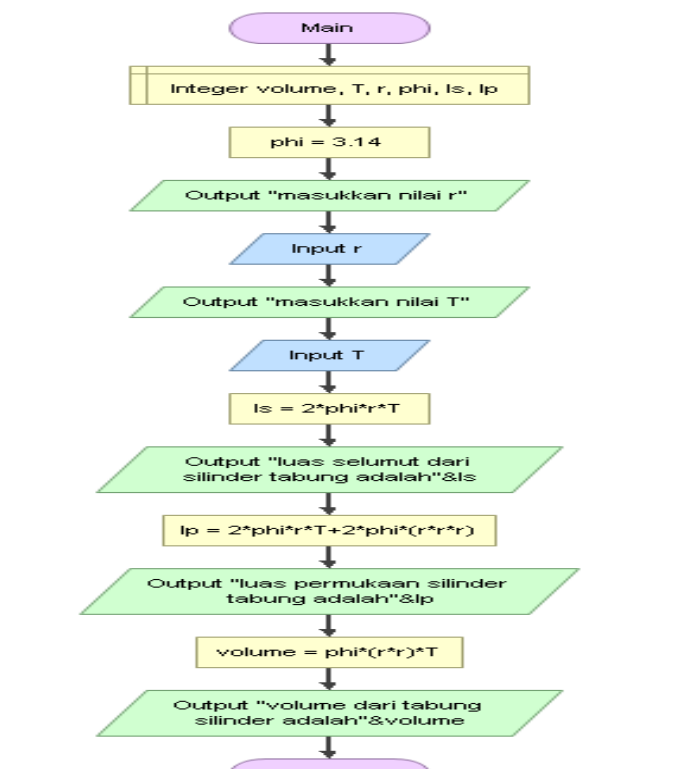 Main
Integer volume, T, r, phi, ls, lp
phi = 3.14
Output "masukkan nilai r"
Input r
Output "masukkan nilai T"
Input T
ls = 2*phi*r*T
Output "luas selumut dari
silinder tabung adalah"&ls
lp = 2*phi*r*T+2*phi*(r*r*r)
Output "luas permukaan silinder
tabung adalah"&lp
volume = phi*(r*r)*T
Output "volume dari tabung
silinder adalah"&volume